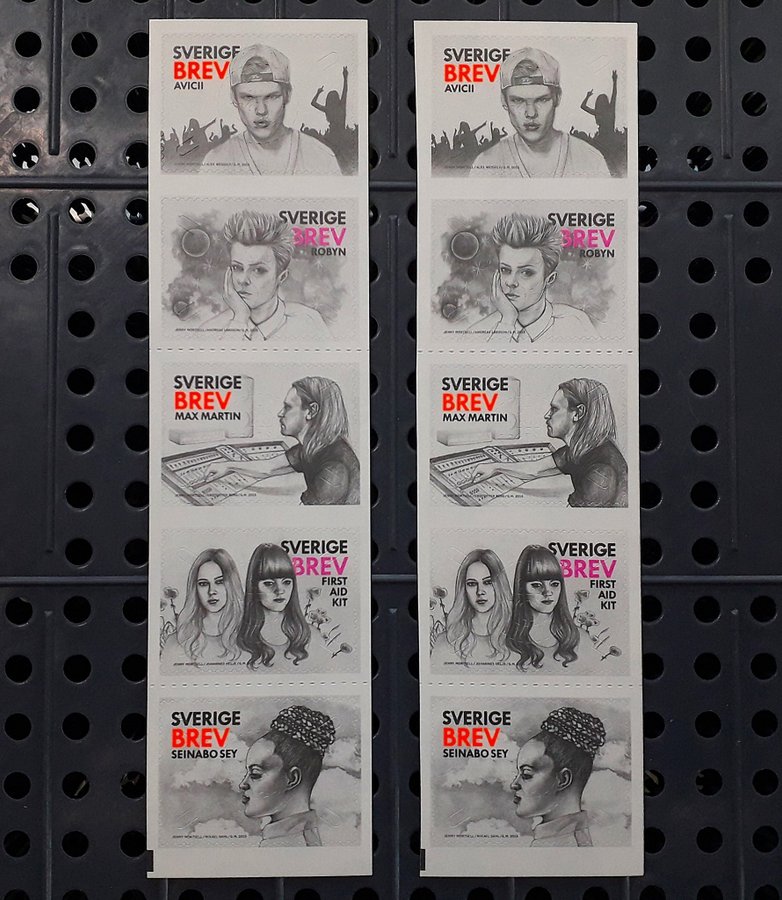 SVERIGE
BREV
AVICII
SVERIGE
BREV
ROBYN
SVERIGE
BREV
MAX MARTIN
SVERIGE
BREV
FIRST
AID
KIT
SVERIGE
BREV
SEINABO SEY
SVERIGE
BREV
AVICII
SVERIGE
BREV
ROBYN
SVERIGE
BREV
MAX MARTIN
SVERIGE
BREV
FIRST
AID
KIT
SVERIGE
BREV
SEINABO SEY